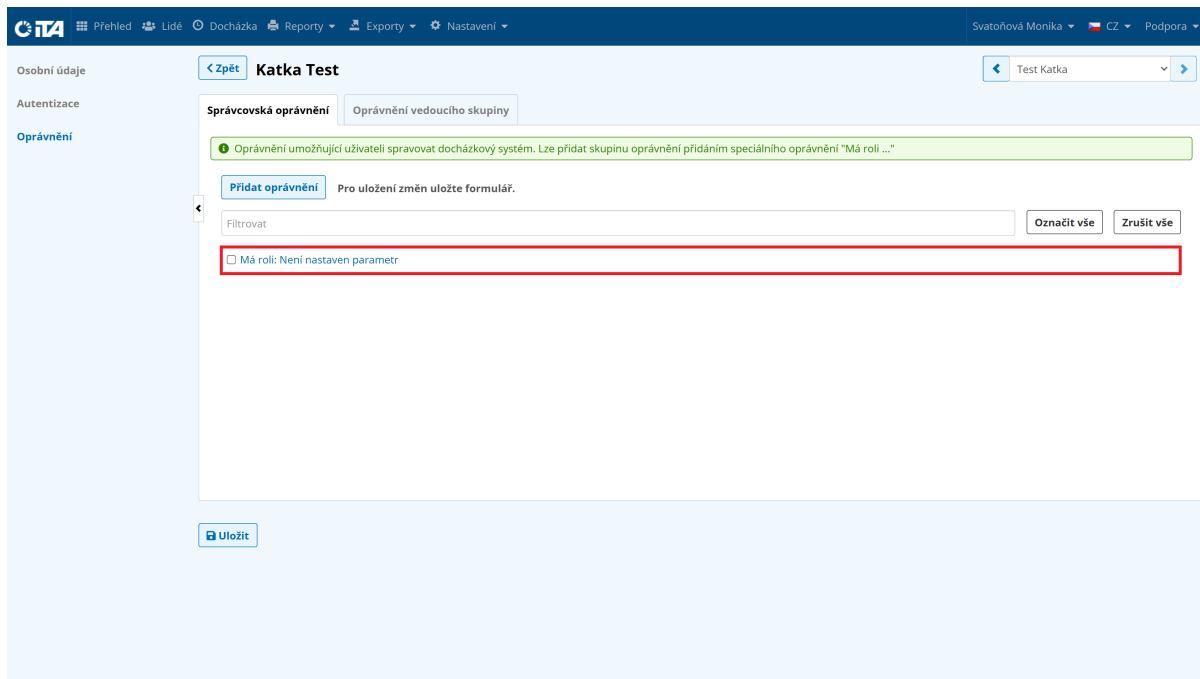 iTA Přehled Lidé Docházka Reporty Exporty Nastavení Svatoňová Monika CZ Podpora
Osobní údaje
Autentizace
Oprávnění
Zpět Katka Test Test Katka
Správcovská oprávnění Oprávnění vedoucího skupiny
Oprávnění umožňující uživateli spravovat docházkový systém. Lze přidat skupinu oprávnění přidáním speciálního oprávnění "Má roli ..."
Přidat oprávnění Pro uložení změn uložte formulář.
Filtrovat Označit vše Zrušit vše
Má roli: Není nastaven parametr
Uložit